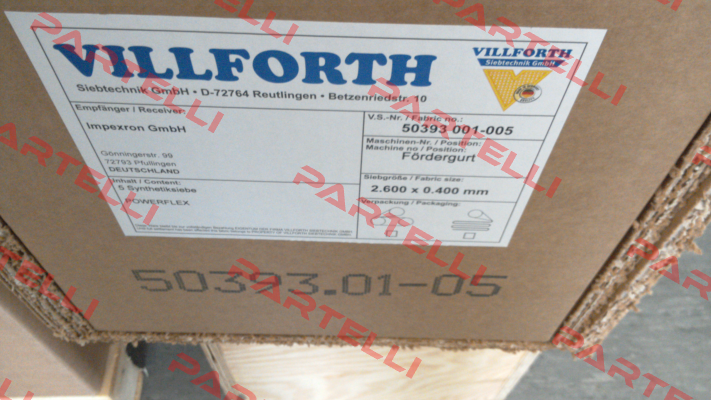 VILLFORTH
Siebtechnik GmbH • D-72764 Reutlingen • Betzenriedstr. 10
VILLFORTH
Siebtechnik GmbH
Empfänger / Receiver:
Impexron GmbH
Gönningerstr. 99
72793 Pfullingen
DEUTSCHLAND
Inhalt / Content:
5 Synthetiksiebe
POWERFLEX
V.S.-Nr. / Fabric no.:
50393 001-005
Maschinen-Nr. / Position:
Machine no / Position:
Fördergurt
Siebgröße / Fabric size:
2.600 x 0.400 mm
Verpackung / Packaging:
50393.01-05
PARTELLI